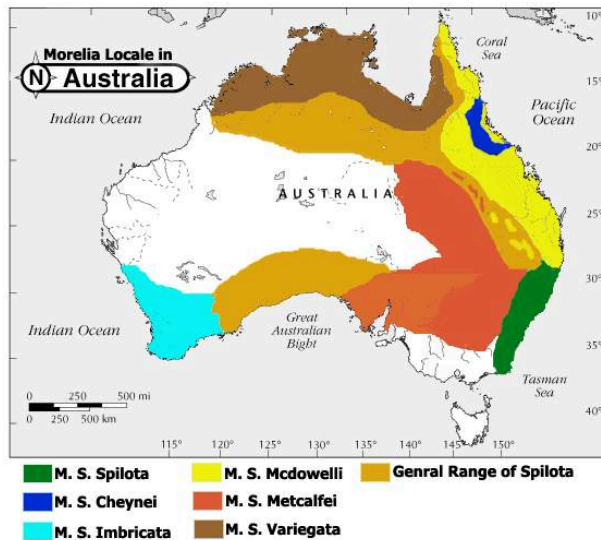 Morelia Locale in
N Australia
Coral
Sea
Indian Ocean
Pacific
Ocean
AUSTRALIA
Indian Ocean
Great
Australian
Bight
Tasman
Sea
10°
15°
20°
25°
30°
35°
40°
0 250 500 mi
0 250 500 km
115° 120° 130° 135° 140° 145° 150°
M. S. Spilota
M. S. Mcdowelli
Genral Range of Spilota
M. S. Cheynei
M. S. Metcalfei
M. S. Imbricata
M. S. Variegata